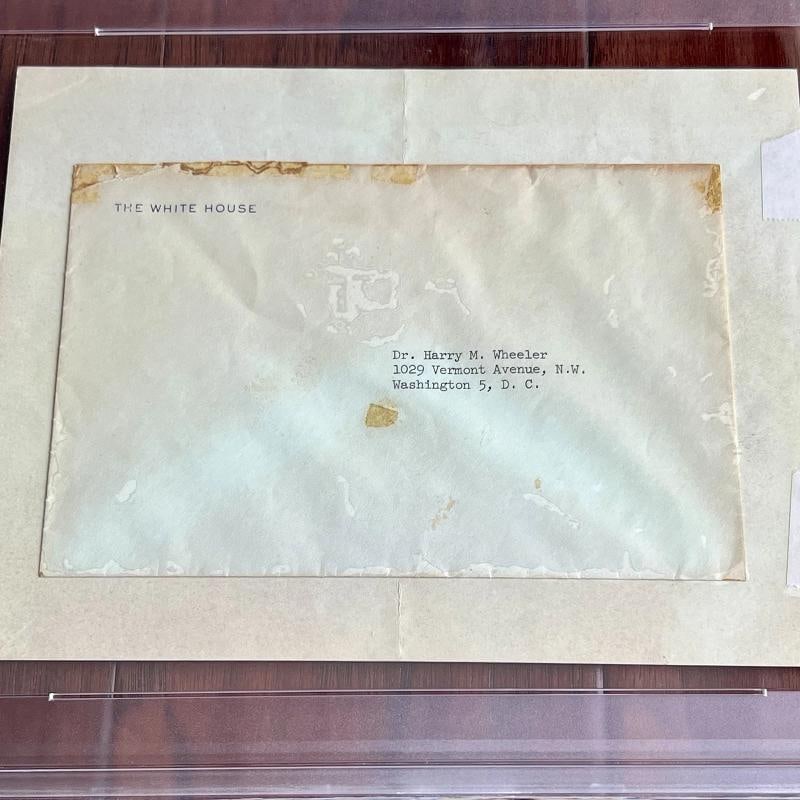 THE WHITE HOUSE
Dr. Harry M. Wheeler
1029 Vermont Avenue, N.W.
Washington 5, D. C.